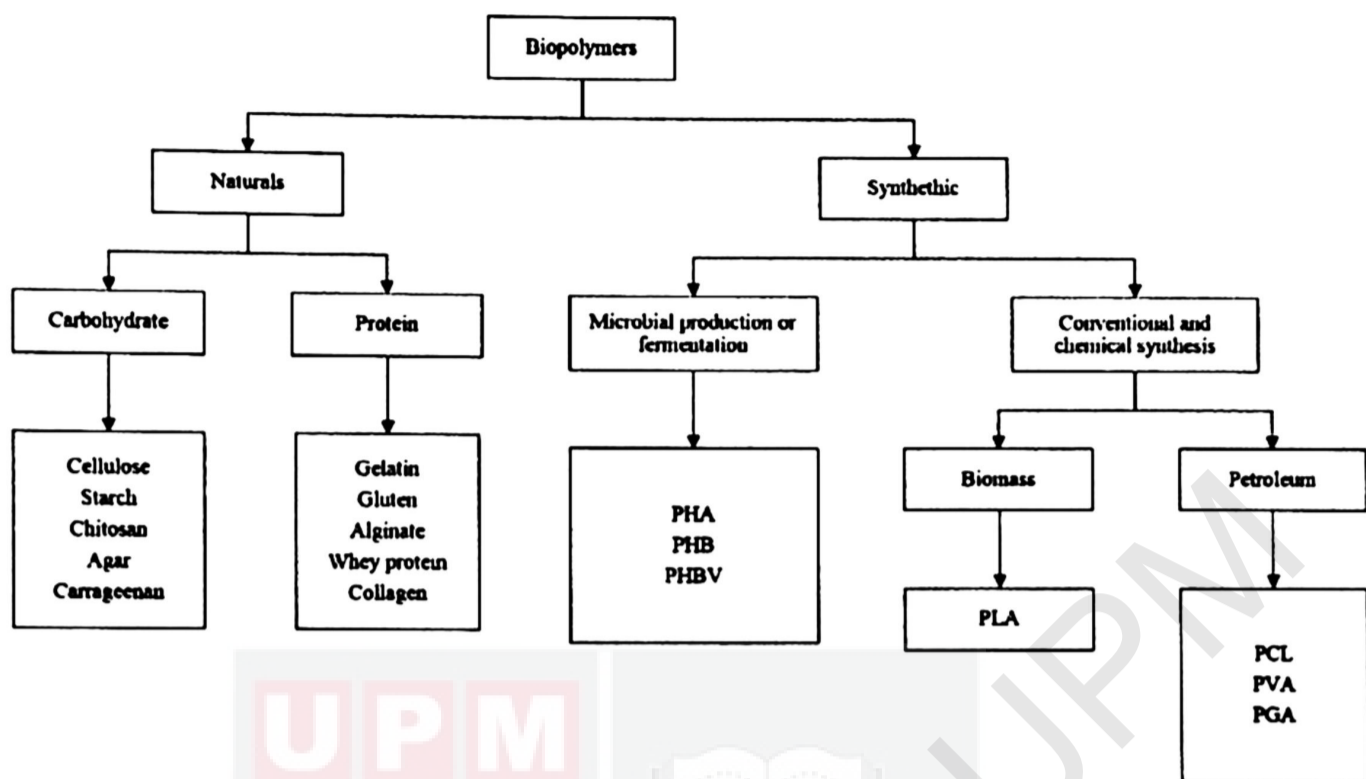 Biopolymers
Naturals
Synthethic
Carbohydrate
Protein
Microbial production or
fermentation
Conventional and
chemical synthesis
Cellulose
Starch
Chitosan
Agar
Carrageenan
Gelatin
Gluten
Alginate
Whey protein
Collagen
PHA
PHB
PHBV
Biomass
Petroleum
PLA
PCL
PVA
PGA
UPM
UPM